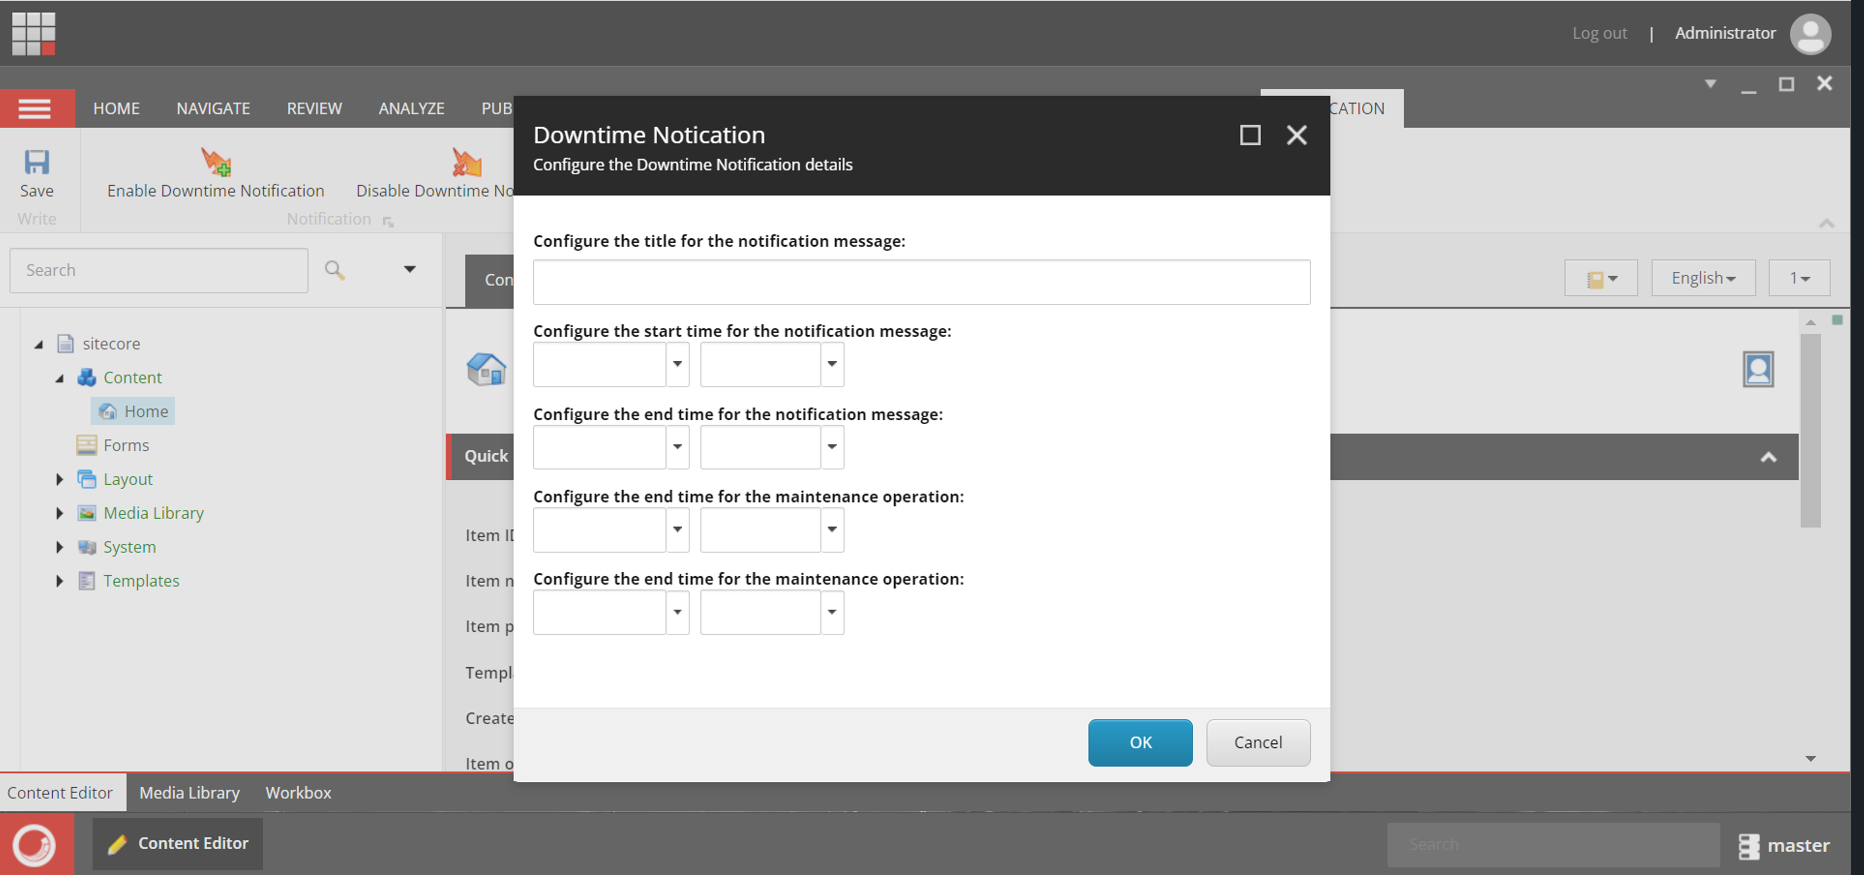 Log out | Administrator
HOME NAVIGATE REVIEW ANALYZE PUB CATION
Save
Write
Enable Downtime Notification
Disable Downtime No
Notification
Downtime Notication
Configure the Downtime Notification details
Search
Con
English
1
Configure the title for the notification message:
Configure the start time for the notification message:
Configure the end time for the notification message:
Configure the end time for the maintenance operation:
Configure the end time for the maintenance operation:
OK
Cancel
sitecore
Content
Home
Forms
Layout
Media Library
System
Templates
Quick
Item ID
Item n
Item p
Templ
Create
Item o
Content Editor Media Library Workbox
Content Editor
Search
master